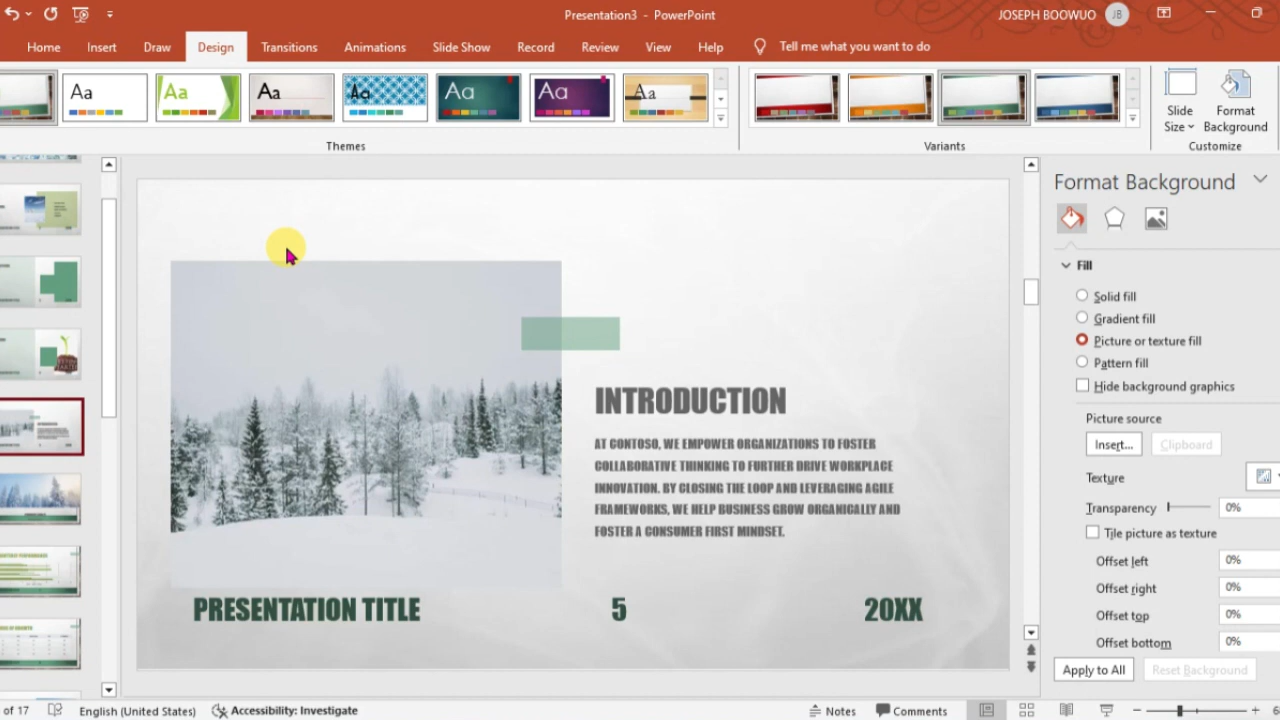 Presentation3 - PowerPoint
JOSEPH BOOWUO JB
Home Insert Draw Design Transitions Animations Slide Show Record Review View Help Tell me what you want to do
Aa Aa Aa Aa Aa Aa Aa
Slide Size
Format Background
Themes Variants Customize
Format Background
Fill
Solid fill
Gradient fill
Picture or texture fill
Pattern fill
Hide background graphics
Picture source
Insert... Clipboard
Texture
Transparency 0%
Tile picture as texture
Offset left 0%
Offset right 0%
Offset top 0%
Offset bottom 0%
Apply to All Reset Background
INTRODUCTION
AT CONTOSO, WE EMPOWER ORGANIZATIONS TO FOSTER
COLLABORATIVE THINKING TO FURTHER DRIVE WORKPLACE
INNOVATION. BY CLOSING THE LOOP AND LEVERAGING AGILE
FRAMEWORKS, WE HELP BUSINESS GROW ORGANICALLY AND
FOSTER A CONSUMER FIRST MINDSET.
PRESENTATION TITLE 5 20XX
of 17 English (United States) Accessibility: Investigate Notes Comments